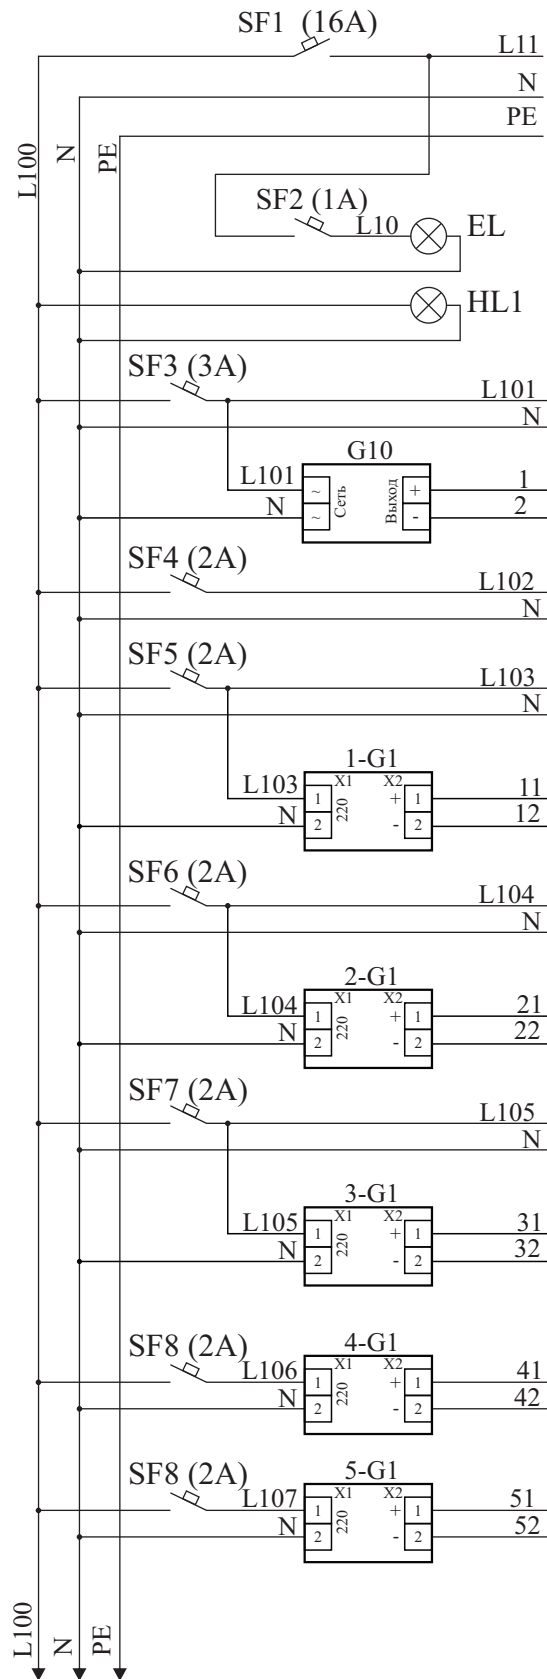 SF1 (16A)
L11
N
PE
L100
N
PE
SF2 (1A)
L10
EL
HL1
SF3 (3A)
L101
N
G10
L101
~
Сеть
Выход
+
1
N
~
-
2
SF4 (2A)
L102
N
SF5 (2A)
L103
N
1-G1
X1
X2
L103
1
220
+
1
11
N
2
-
2
12
SF6 (2A)
L104
N
2-G1
X1
X2
L104
1
220
+
1
21
N
2
-
2
22
SF7 (2A)
L105
N
3-G1
X1
X2
L105
1
220
+
1
31
N
2
-
2
32
SF8 (2A)
4-G1
X1
X2
L106
1
220
+
1
41
N
2
-
2
42
SF8 (2A)
5-G1
X1
X2
L107
1
220
+
1
51
N
2
-
2
52
L100
N
PE